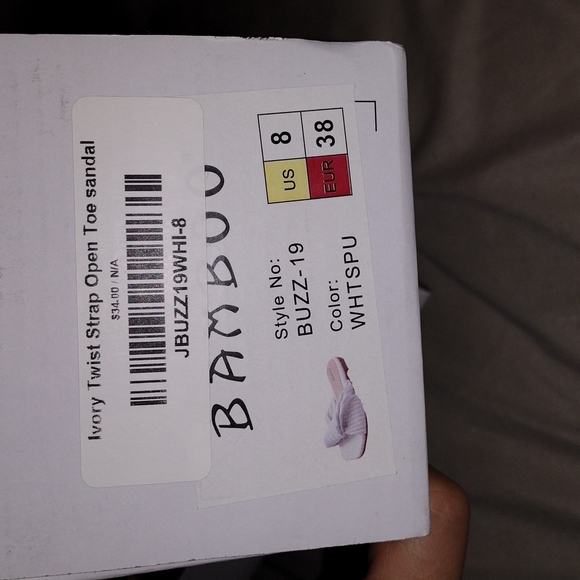 Ivory Twist Strap Open Toe sandal
$34.00 / N/A
JBUZZ19WHI-8
BAMBOO
US 8
EUR 38
Style No:
BUZZ-19
Color:
WHTSPU